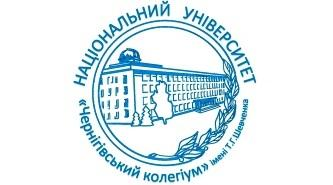 НАЦІОНАЛЬНИЙ УНІВЕРСИТЕТ
«Чернігівський колегіум» імені Т.Г.Шевченка